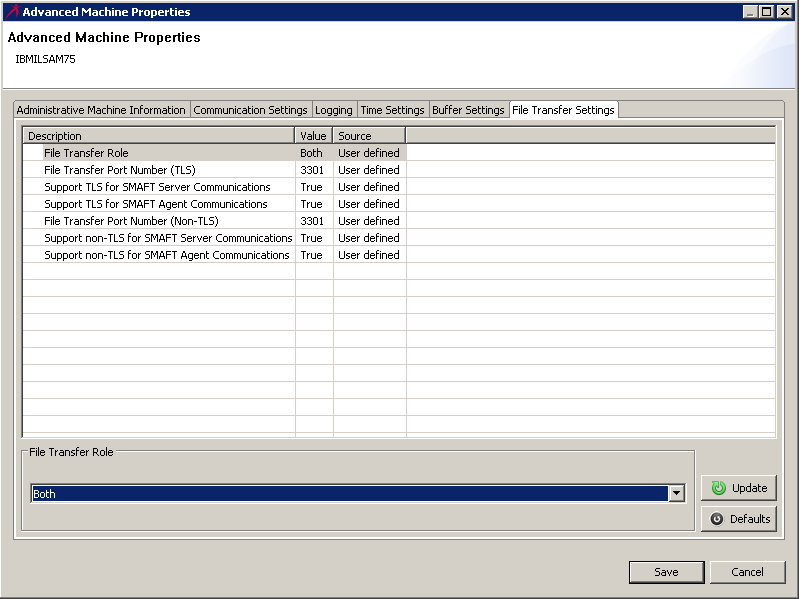 Advanced Machine Properties
Advanced Machine Properties
IBMILSAM75
Administrative Machine Information Communication Settings Logging Time Settings Buffer Settings File Transfer Settings
Description Value Source
File Transfer Role Both User defined
File Transfer Port Number (TLS) 3301 User defined
Support TLS for SMAFT Server Communications True User defined
Support TLS for SMAFT Agent Communications True User defined
File Transfer Port Number (Non-TLS) 3301 User defined
Support non-TLS for SMAFT Server Communications True User defined
Support non-TLS for SMAFT Agent Communications True User defined
File Transfer Role
Both
Update
Defaults
Save Cancel